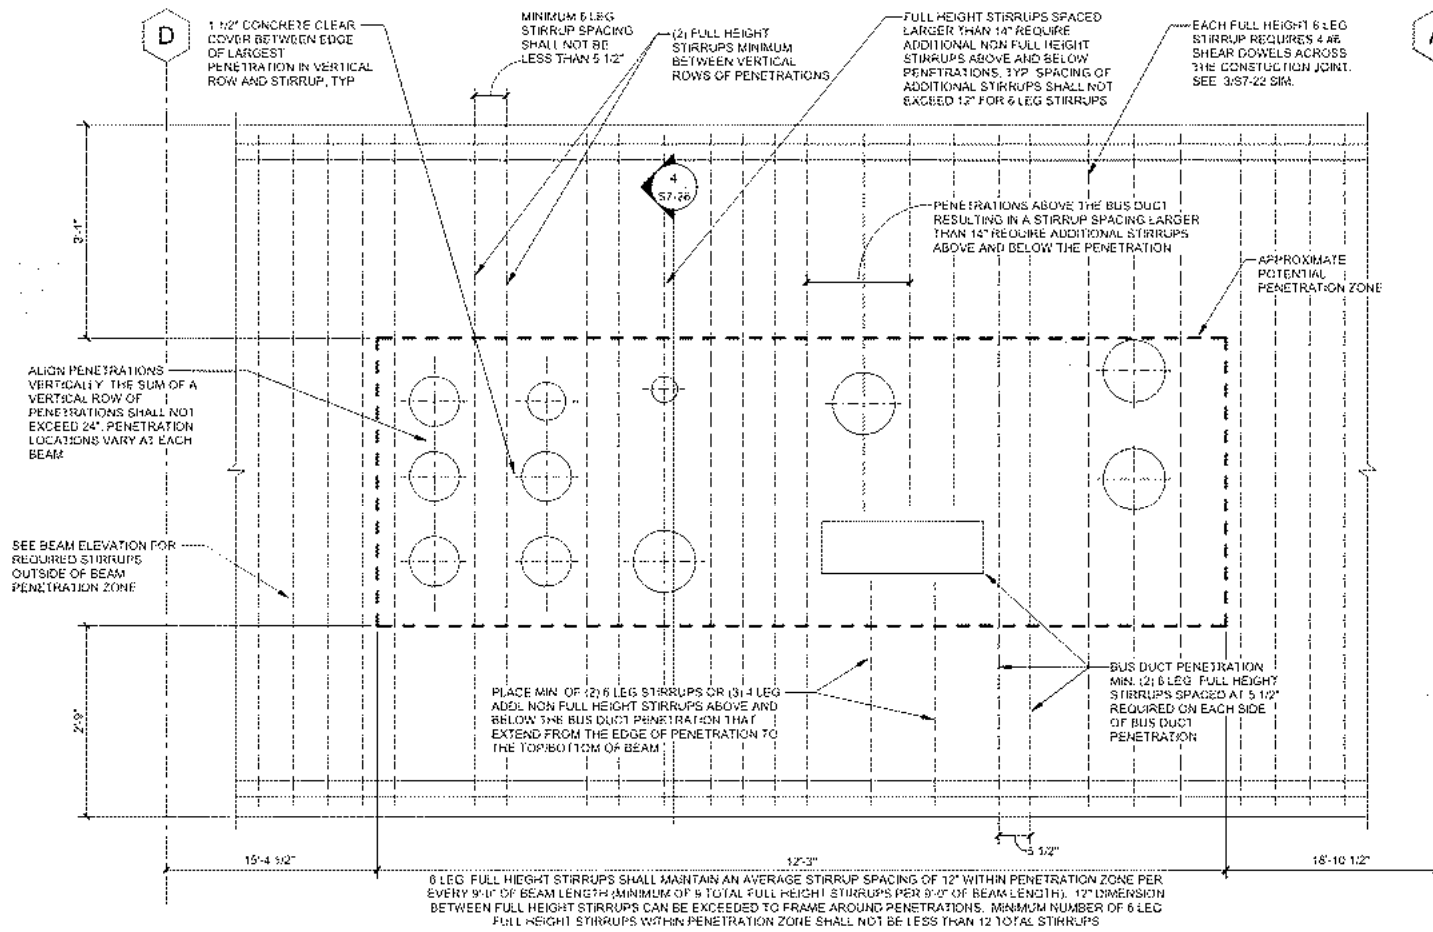 D
1 1/2" CONCRETE CLEAR
COVER BETWEEN EDGE
OF LARGEST
PENETRATION IN VERTICAL
ROW AND STIRRUP, TYP
MINIMUM 6 LEG
STIRRUP SPACING
SHALL NOT BE
LESS THAN 5 1/2"
(2) FULL HEIGHT
STIRRUPS MINIMUM
BETWEEN VERTICAL
ROWS OF PENETRATIONS
FULL HEIGHT STIRRUPS SPACED
LARGER THAN 14" REQUIRE
ADDITIONAL NON FULL HEIGHT
STIRRUPS ABOVE AND BELOW
PENETRATIONS, TYP. SPACING OF
ADDITIONAL STIRRUPS SHALL NOT
EXCEED 12" FOR 6 LEG STIRRUPS
EACH FULL HEIGHT 6 LEG
STIRRUP REQUIRES 4 #6
SHEAR DOWELS ACROSS
THE CONSTUCTION JOINT.
SEE 3/S7-22 SIM.
A
4
S7-26
3'-1"
PENETRATIONS ABOVE THE BUS DUCT
RESULTING IN A STIRRUP SPACING LARGER
THAN 14" REQUIRE ADDITIONAL STIRRUPS
ABOVE AND BELOW THE PENETRATION
APPROXIMATE
POTENTIAL
PENETRATION ZONE
ALIGN PENETRATIONS
VERTICALLY. THE SUM OF A
VERTICAL ROW OF
PENETRATIONS SHALL NOT
EXCEED 24". PENETRATION
LOCATIONS VARY AT EACH
BEAM
SEE BEAM ELEVATION FOR
REQUIRED STIRRUPS
OUTSIDE OF BEAM
PENETRATION ZONE
2'-9"
PLACE MIN. OF (2) 6 LEG STIRRUPS OR (3) 4 LEG
ADDL NON FULL HEIGHT STIRRUPS ABOVE AND
BELOW THE BUS DUCT PENETRATION THAT
EXTEND FROM THE EDGE OF PENETRATION TO
THE TOP/BOTTOM OF BEAM
BUS DUCT PENETRATION
MIN. (2) 6 LEG FULL HEIGHT
STIRRUPS SPACED AT 5 1/2"
REQUIRED ON EACH SIDE
OF BUS DUCT
PENETRATION
5 1/2"
15'-4 1/2"
12'-3"
18'-10 1/2"
6 LEG FULL HIEGHT STIRRUPS SHALL MAINTAIN AN AVERAGE STIRRUP SPACING OF 12" WITHIN PENETRATION ZONE PER
EVERY 9'-0" OF BEAM LENGTH (MINIMUM OF 9 TOTAL FULL HEIGHT STIRRUPS PER 9'-0" OF BEAM LENGTH). 12" DIMENSION
BETWEEN FULL HEIGHT STIRRUPS CAN BE EXCEEDED TO FRAME AROUND PENETRATIONS. MINIMUM NUMBER OF 6 LEG
FULL HEIGHT STIRRUPS WITHIN PENETRATION ZONE SHALL NOT BE LESS THAN 12 TOTAL STIRRUPS